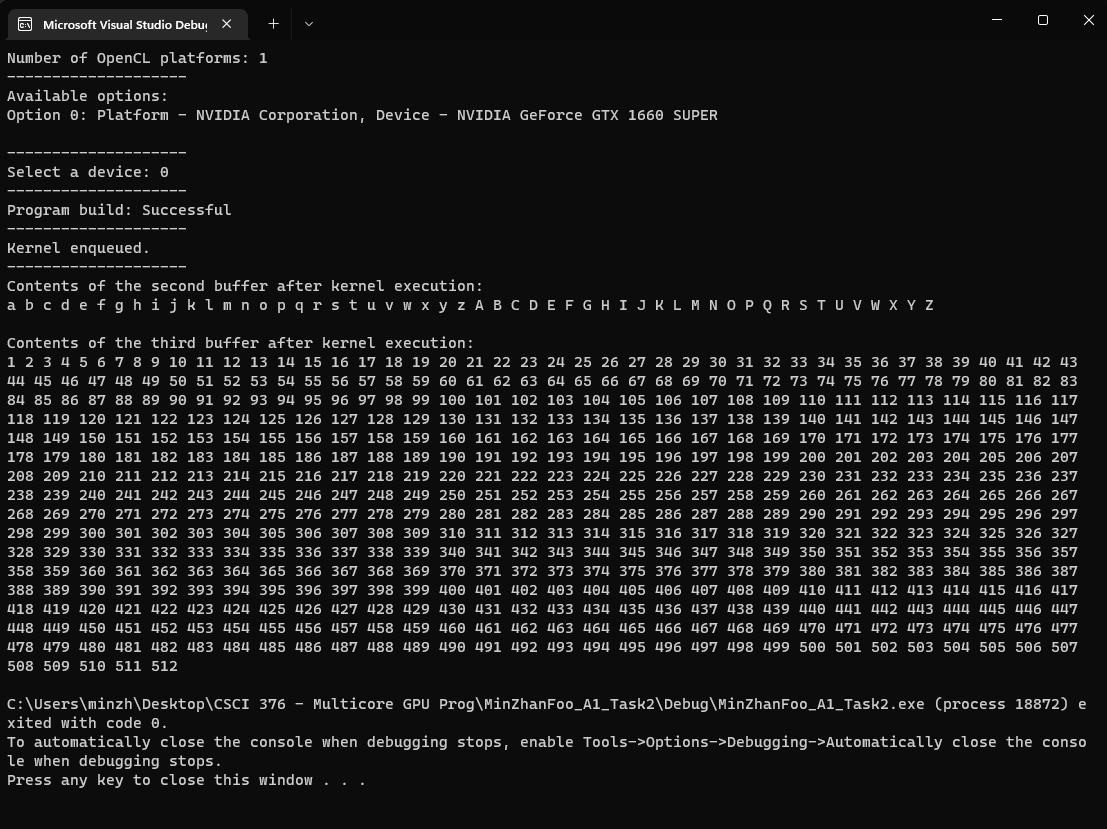 Microsoft Visual Studio Debug
Number of OpenCL platforms: 1
--------------------
Available options:
Option 0: Platform - NVIDIA Corporation, Device - NVIDIA GeForce GTX 1660 SUPER
--------------------
Select a device: 0
--------------------
Program build: Successful
--------------------
Kernel enqueued.
--------------------
Contents of the second buffer after kernel execution:
a b c d e f g h i j k l m n o p q r s t u v w x y z A B C D E F G H I J K L M N O P Q R S T U V W X Y Z
Contents of the third buffer after kernel execution:
1 2 3 4 5 6 7 8 9 10 11 12 13 14 15 16 17 18 19 20 21 22 23 24 25 26 27 28 29 30 31 32 33 34 35 36 37 38 39 40 41 42 43
44 45 46 47 48 49 50 51 52 53 54 55 56 57 58 59 60 61 62 63 64 65 66 67 68 69 70 71 72 73 74 75 76 77 78 79 80 81 82 83
84 85 86 87 88 89 90 91 92 93 94 95 96 97 98 99 100 101 102 103 104 105 106 107 108 109 110 111 112 113 114 115 116 117
118 119 120 121 122 123 124 125 126 127 128 129 130 131 132 133 134 135 136 137 138 139 140 141 142 143 144 145 146 147
148 149 150 151 152 153 154 155 156 157 158 159 160 161 162 163 164 165 166 167 168 169 170 171 172 173 174 175 176 177
178 179 180 181 182 183 184 185 186 187 188 189 190 191 192 193 194 195 196 197 198 199 200 201 202 203 204 205 206 207
208 209 210 211 212 213 214 215 216 217 218 219 220 221 222 223 224 225 226 227 228 229 230 231 232 233 234 235 236 237
238 239 240 241 242 243 244 245 246 247 248 249 250 251 252 253 254 255 256 257 258 259 260 261 262 263 264 265 266 267
268 269 270 271 272 273 274 275 276 277 278 279 280 281 282 283 284 285 286 287 288 289 290 291 292 293 294 295 296 297
298 299 300 301 302 303 304 305 306 307 308 309 310 311 312 313 314 315 316 317 318 319 320 321 322 323 324 325 326 327
328 329 330 331 332 333 334 335 336 337 338 339 340 341 342 343 344 345 346 347 348 349 350 351 352 353 354 355 356 357
358 359 360 361 362 363 364 365 366 367 368 369 370 371 372 373 374 375 376 377 378 379 380 381 382 383 384 385 386 387
388 389 390 391 392 393 394 395 396 397 398 399 400 401 402 403 404 405 406 407 408 409 410 411 412 413 414 415 416 417
418 419 420 421 422 423 424 425 426 427 428 429 430 431 432 433 434 435 436 437 438 439 440 441 442 443 444 445 446 447
448 449 450 451 452 453 454 455 456 457 458 459 460 461 462 463 464 465 466 467 468 469 470 471 472 473 474 475 476 477
478 479 480 481 482 483 484 485 486 487 488 489 490 491 492 493 494 495 496 497 498 499 500 501 502 503 504 505 506 507
508 509 510 511 512
C:\Users\minzh\Desktop\CSCI 376 - Multicore GPU Prog\MinZhanFoo_A1_Task2\Debug\MinZhanFoo_A1_Task2.exe (process 18872) e
xited with code 0.
To automatically close the console when debugging stops, enable Tools->Options->Debugging->Automatically close the conso
le when debugging stops.
Press any key to close this window . . .